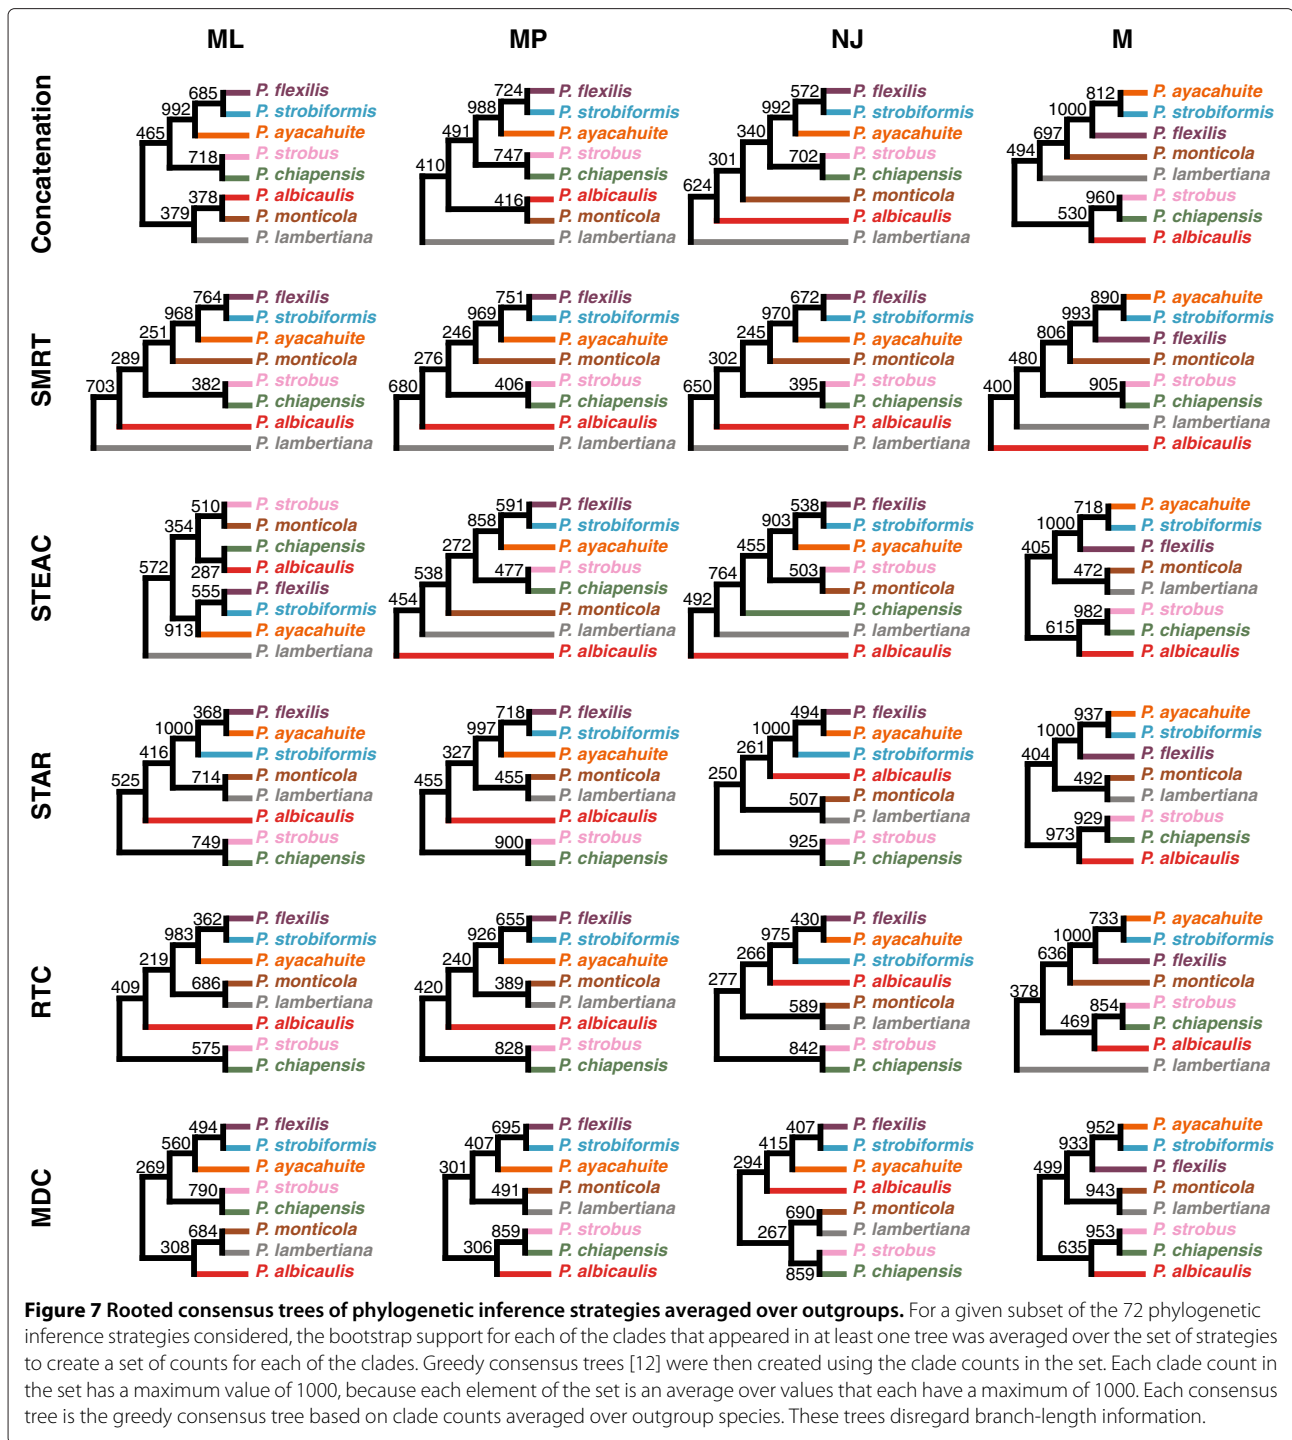 ML MP NJ M
Concatenation
685 P. flexilis
992 P. strobiformis
P. ayacahuite
465
718 P. strobus
P. chiapensis
378 P. albicaulis
379 P. monticola
P. lambertiana
724 P. flexilis
988 P. strobiformis
491 P. ayacahuite
747 P. strobus
410 P. chiapensis
416 P. albicaulis
P. monticola
P. lambertiana
572 P. flexilis
992 P. strobiformis
340 P. ayacahuite
301 702 P. strobus
P. chiapensis
624 P. monticola
P. albicaulis
P. lambertiana
812 P. ayacahuite
1000 P. strobiformis
697 P. flexilis
494 P. monticola
P. lambertiana
960 P. strobus
530 P. chiapensis
P. albicaulis
SMRT
764 P. flexilis
968 P. strobiformis
251 P. ayacahuite
289 P. monticola
703 382 P. strobus
P. chiapensis
P. albicaulis
P. lambertiana
751 P. flexilis
969 P. strobiformis
246 P. ayacahuite
276 P. monticola
680 406 P. strobus
P. chiapensis
P. albicaulis
P. lambertiana
672 P. flexilis
970 P. strobiformis
245 P. ayacahuite
302 P. monticola
650 395 P. strobus
P. chiapensis
P. albicaulis
P. lambertiana
890 P. ayacahuite
993 P. strobiformis
806 P. flexilis
480 P. monticola
400 905 P. strobus
P. chiapensis
P. lambertiana
P. albicaulis
STEAC
510 P. strobus
354 P. monticola
P. chiapensis
572 287 P. albicaulis
555 P. flexilis
P. strobiformis
913 P. ayacahuite
P. lambertiana
591 P. flexilis
858 P. strobiformis
272 P. ayacahuite
538 477 P. strobus
P. chiapensis
454 P. monticola
P. lambertiana
P. albicaulis
538 P. flexilis
903 P. strobiformis
455 P. ayacahuite
764 503 P. strobus
P. monticola
492 P. chiapensis
P. lambertiana
P. albicaulis
718 P. ayacahuite
1000 P. strobiformis
405 P. flexilis
472 P. monticola
P. lambertiana
982 P. strobus
615 P. chiapensis
P. albicaulis
STAR
368 P. flexilis
1000 P. ayacahuite
416 P. strobiformis
525 714 P. monticola
P. lambertiana
P. albicaulis
749 P. strobus
P. chiapensis
718 P. flexilis
997 P. strobiformis
327 P. ayacahuite
455 455 P. monticola
P. lambertiana
P. albicaulis
900 P. strobus
P. chiapensis
494 P. flexilis
1000 P. ayacahuite
261 P. strobiformis
250 P. albicaulis
507 P. monticola
P. lambertiana
925 P. strobus
P. chiapensis
937 P. ayacahuite
1000 P. strobiformis
404 P. flexilis
492 P. monticola
P. lambertiana
929 P. strobus
973 P. chiapensis
P. albicaulis
RTC
362 P. flexilis
983 P. strobiformis
219 P. ayacahuite
409 686 P. monticola
P. lambertiana
P. albicaulis
575 P. strobus
P. chiapensis
655 P. flexilis
926 P. strobiformis
240 P. ayacahuite
420 389 P. monticola
P. lambertiana
P. albicaulis
828 P. strobus
P. chiapensis
430 P. flexilis
975 P. ayacahuite
266 P. strobiformis
277 P. albicaulis
589 P. monticola
P. lambertiana
842 P. strobus
P. chiapensis
733 P. ayacahuite
1000 P. strobiformis
636 P. flexilis
378 P. monticola
854 P. strobus
469 P. chiapensis
P. albicaulis
P. lambertiana
MDC
494 P. flexilis
560 P. strobiformis
269 P. ayacahuite
790 P. strobus
P. chiapensis
684 P. monticola
308 P. lambertiana
P. albicaulis
695 P. flexilis
407 P. strobiformis
301 P. ayacahuite
491 P. monticola
P. lambertiana
859 P. strobus
306 P. chiapensis
P. albicaulis
407 P. flexilis
415 P. strobiformis
294 P. ayacahuite
P. albicaulis
690 P. monticola
267 P. lambertiana
P. strobus
859 P. chiapensis
952 P. ayacahuite
933 P. strobiformis
499 P. flexilis
943 P. monticola
P. lambertiana
953 P. strobus
635 P. chiapensis
P. albicaulis
Figure 7 Rooted consensus trees of phylogenetic inference strategies averaged over outgroups. For a given subset of the 72 phylogenetic
inference strategies considered, the bootstrap support for each of the clades that appeared in at least one tree was averaged over the set of strategies
to create a set of counts for each of the clades. Greedy consensus trees [12] were then created using the clade counts in the set. Each clade count in
the set has a maximum value of 1000, because each element of the set is an average over values that each have a maximum of 1000. Each consensus
tree is the greedy consensus tree based on clade counts averaged over outgroup species. These trees disregard branch-length information.